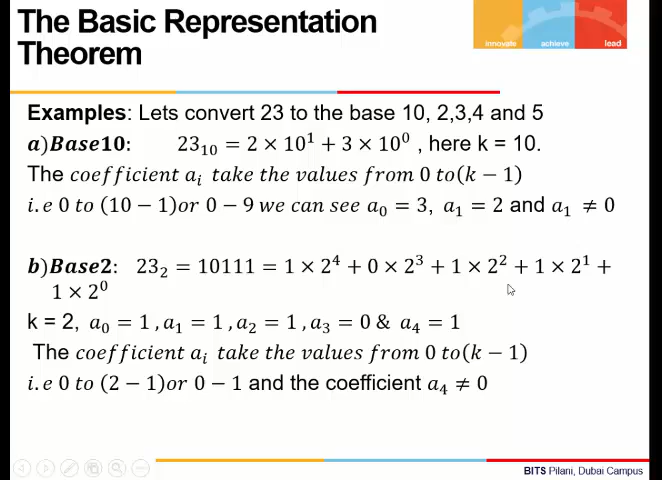 The Basic Representation
Theorem
innovate achieve lead
Examples: Lets convert 23 to the base 10, 2,3,4 and 5
a)Base10: 23₁₀ = 2 × 10¹ + 3 × 10⁰ , here k = 10.
The coefficient aᵢ take the values from 0 to(k − 1)
i.e 0 to (10 − 1)or 0 − 9 we can see a₀ = 3, a₁ = 2 and a₁ ≠ 0
b)Base2: 23₂ = 10111 = 1 × 2⁴ + 0 × 2³ + 1 × 2² + 1 × 2¹ +
1 × 2⁰
k = 2, a₀ = 1 , a₁ = 1 , a₂ = 1 , a₃ = 0 & a₄ = 1
The coefficient aᵢ take the values from 0 to(k − 1)
i.e 0 to (2 − 1)or 0 − 1 and the coefficient a₄ ≠ 0
BITS Pilani, Dubai Campus